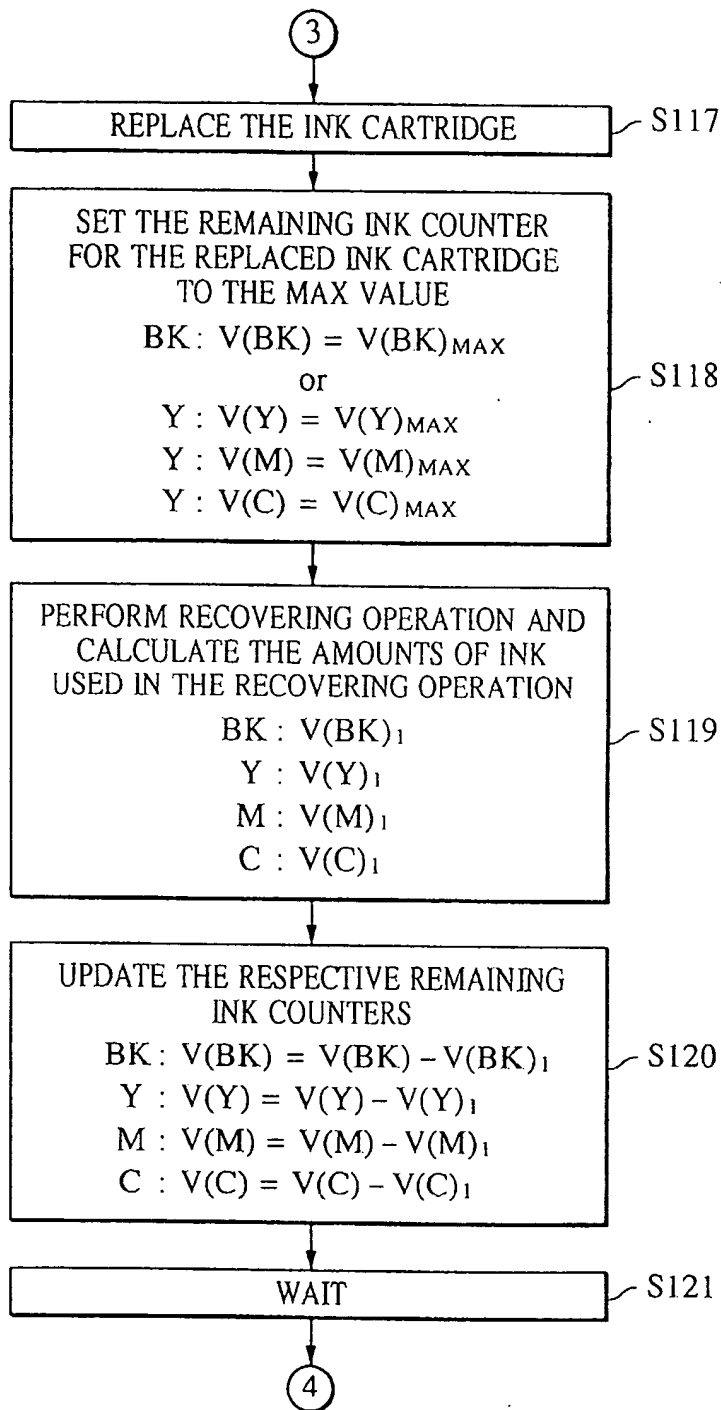 3
REPLACE THE INK CARTRIDGE
S117
SET THE REMAINING INK COUNTER
FOR THE REPLACED INK CARTRIDGE
TO THE MAX VALUE
BK : V(BK) = V(BK)MAX
or
Y : V(Y) = V(Y)MAX
Y : V(M) = V(M)MAX
Y : V(C) = V(C)MAX
S118
PERFORM RECOVERING OPERATION AND
CALCULATE THE AMOUNTS OF INK
USED IN THE RECOVERING OPERATION
BK : V(BK)1
Y : V(Y)1
M : V(M)1
C : V(C)1
S119
UPDATE THE RESPECTIVE REMAINING
INK COUNTERS
BK : V(BK) = V(BK) – V(BK)1
Y : V(Y) = V(Y) – V(Y)1
M : V(M) = V(M) – V(M)1
C : V(C) = V(C) – V(C)1
S120
WAIT
S121
4